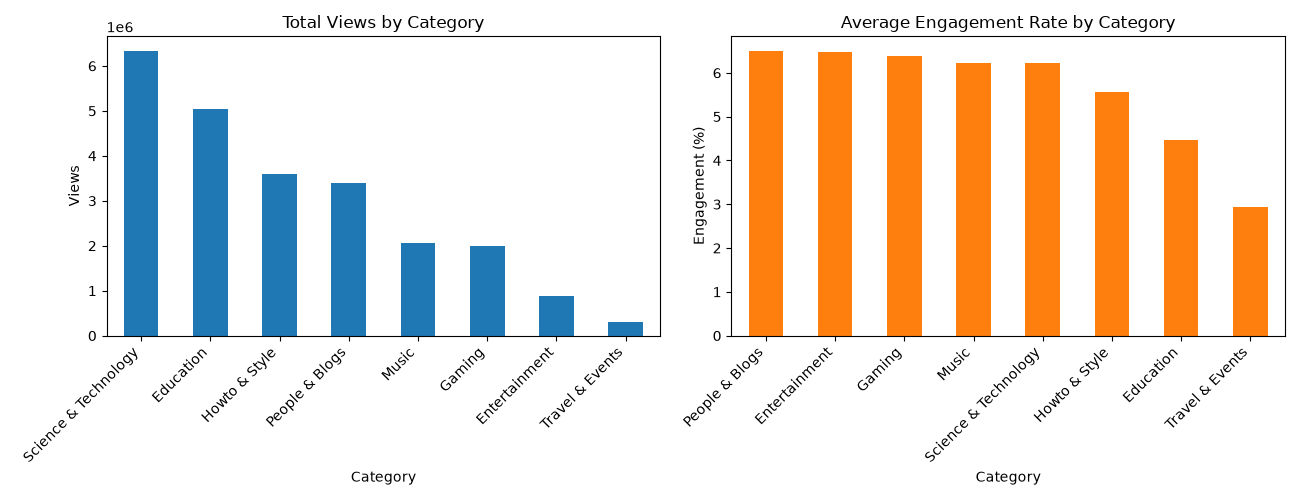 Total Views by Category
1e6
Views
6
5
4
3
2
1
0
Science & Technology
Education
Howto & Style
People & Blogs
Music
Gaming
Entertainment
Travel & Events
Category
Average Engagement Rate by Category
Engagement (%)
6
5
4
3
2
1
0
People & Blogs
Entertainment
Gaming
Music
Science & Technology
Howto & Style
Education
Travel & Events
Category